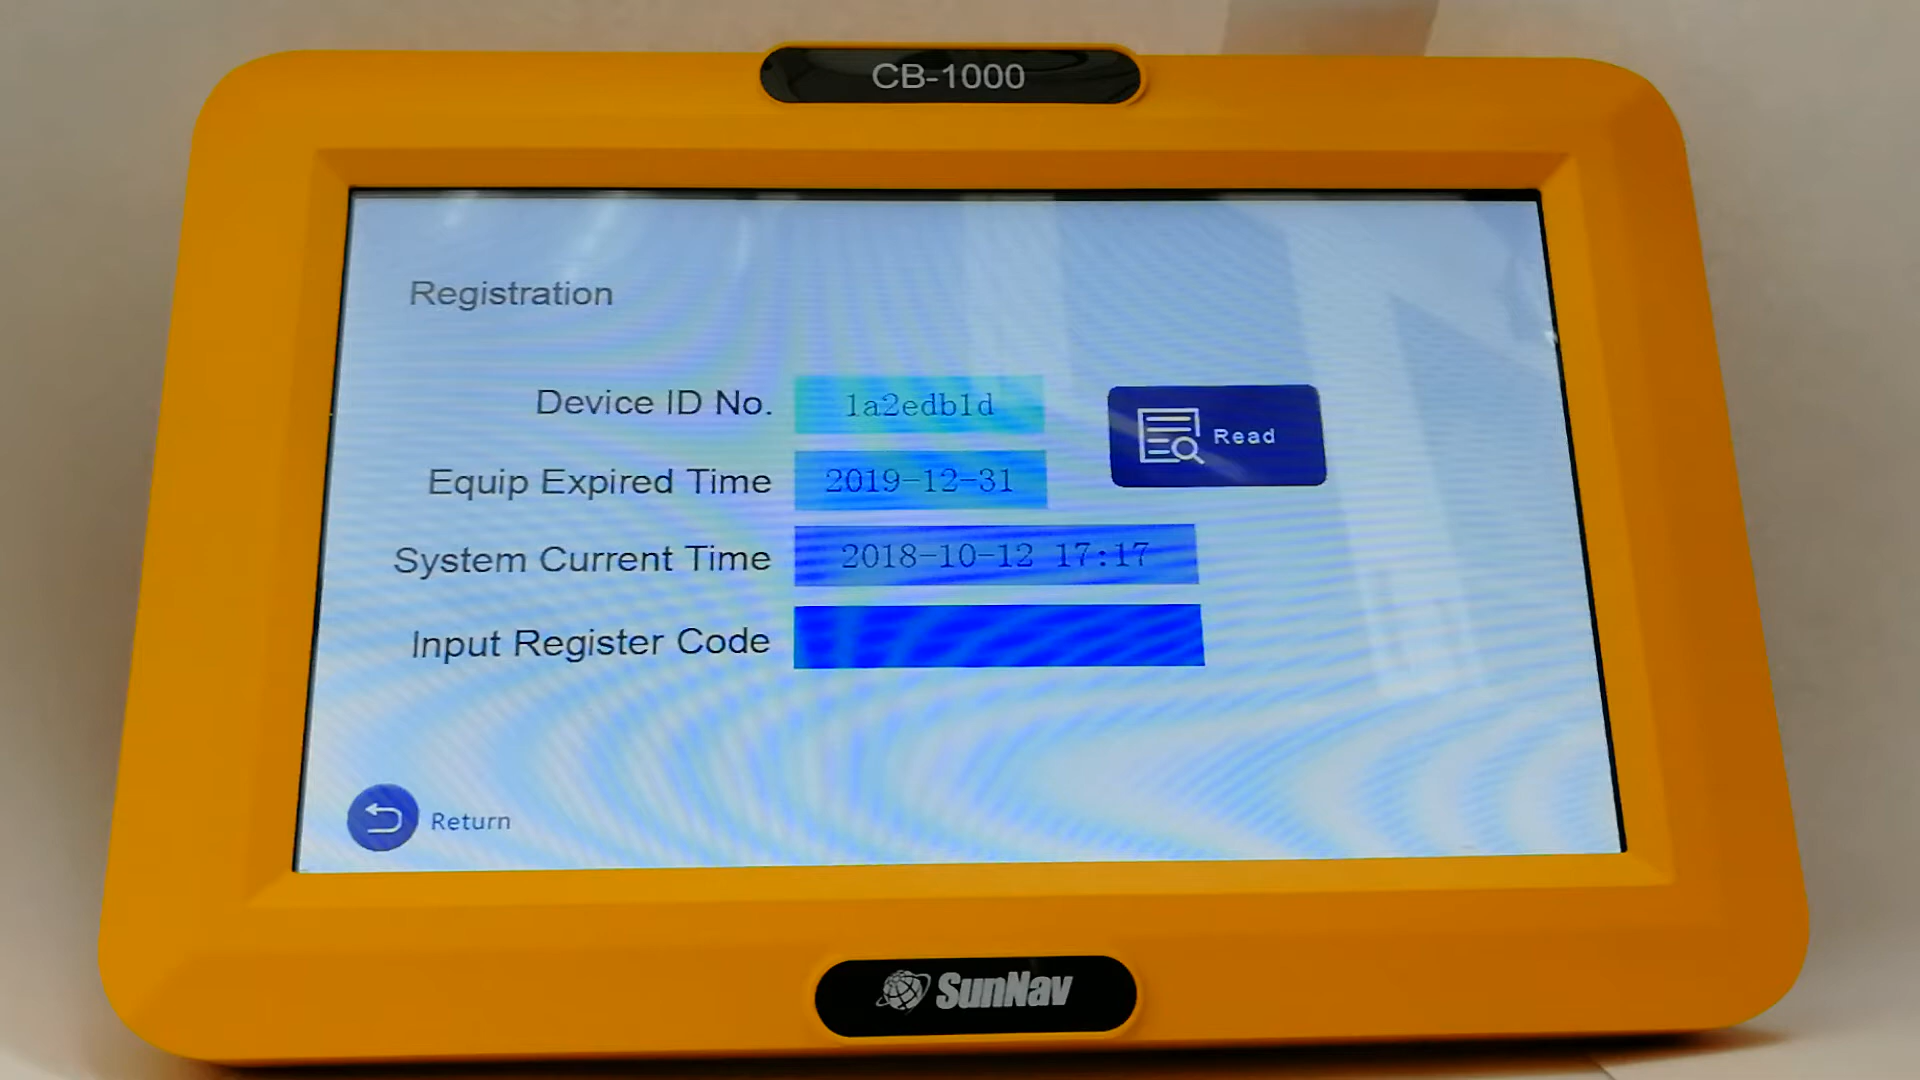 CB-1000
Registration
Device ID No. 1a2edb1d
Read
Equip Expired Time 2019-12-31
System Current Time 2018-10-12 17:17
Input Register Code
Return
SunNav